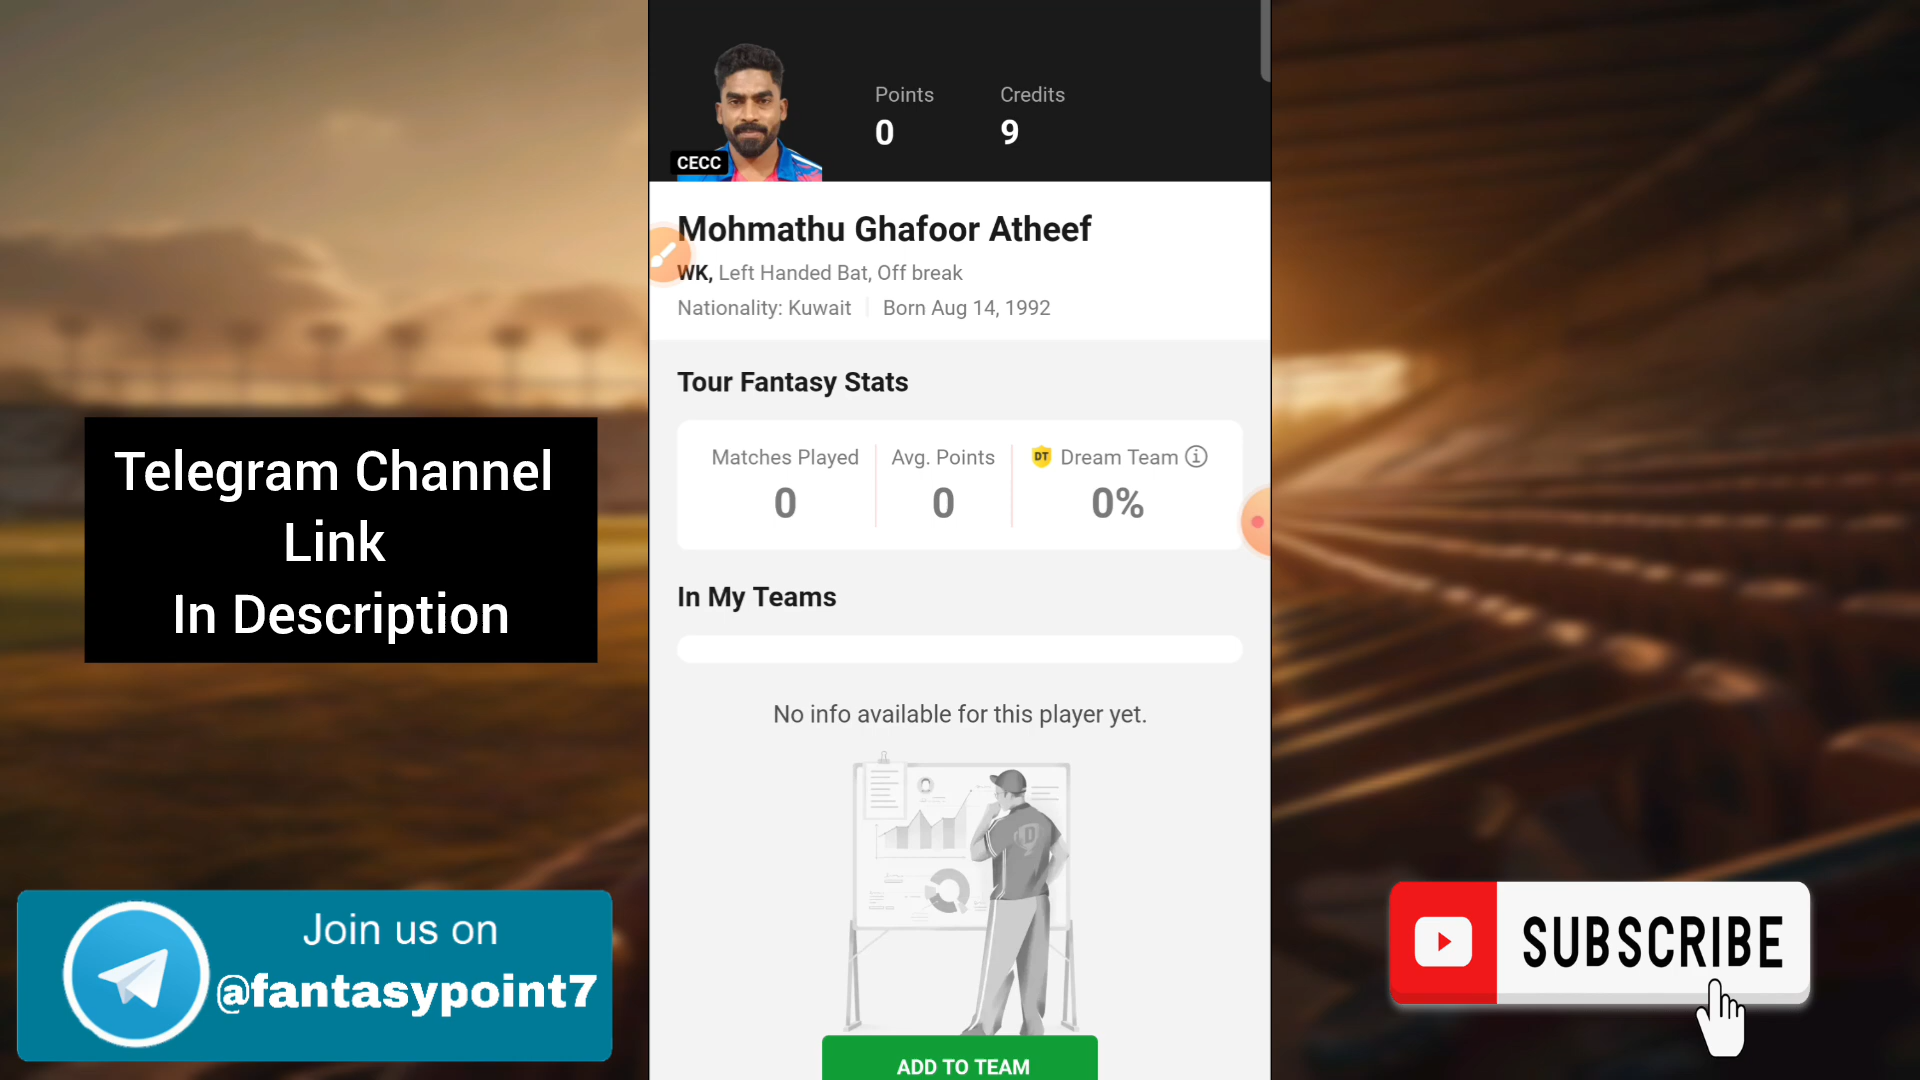 Points
Credits
0
9
CECC
Mohmathu Ghafoor Atheef
WK, Left Handed Bat, Off break
Nationality: Kuwait
Born Aug 14, 1992
Tour Fantasy Stats
Matches Played
0
Avg. Points
0
DT Dream Team
0%
In My Teams
No info available for this player yet.
D
ADD TO TEAM
Telegram Channel
Link
In Description
Join us on
@fantasypoint7
SUBSCRIBE